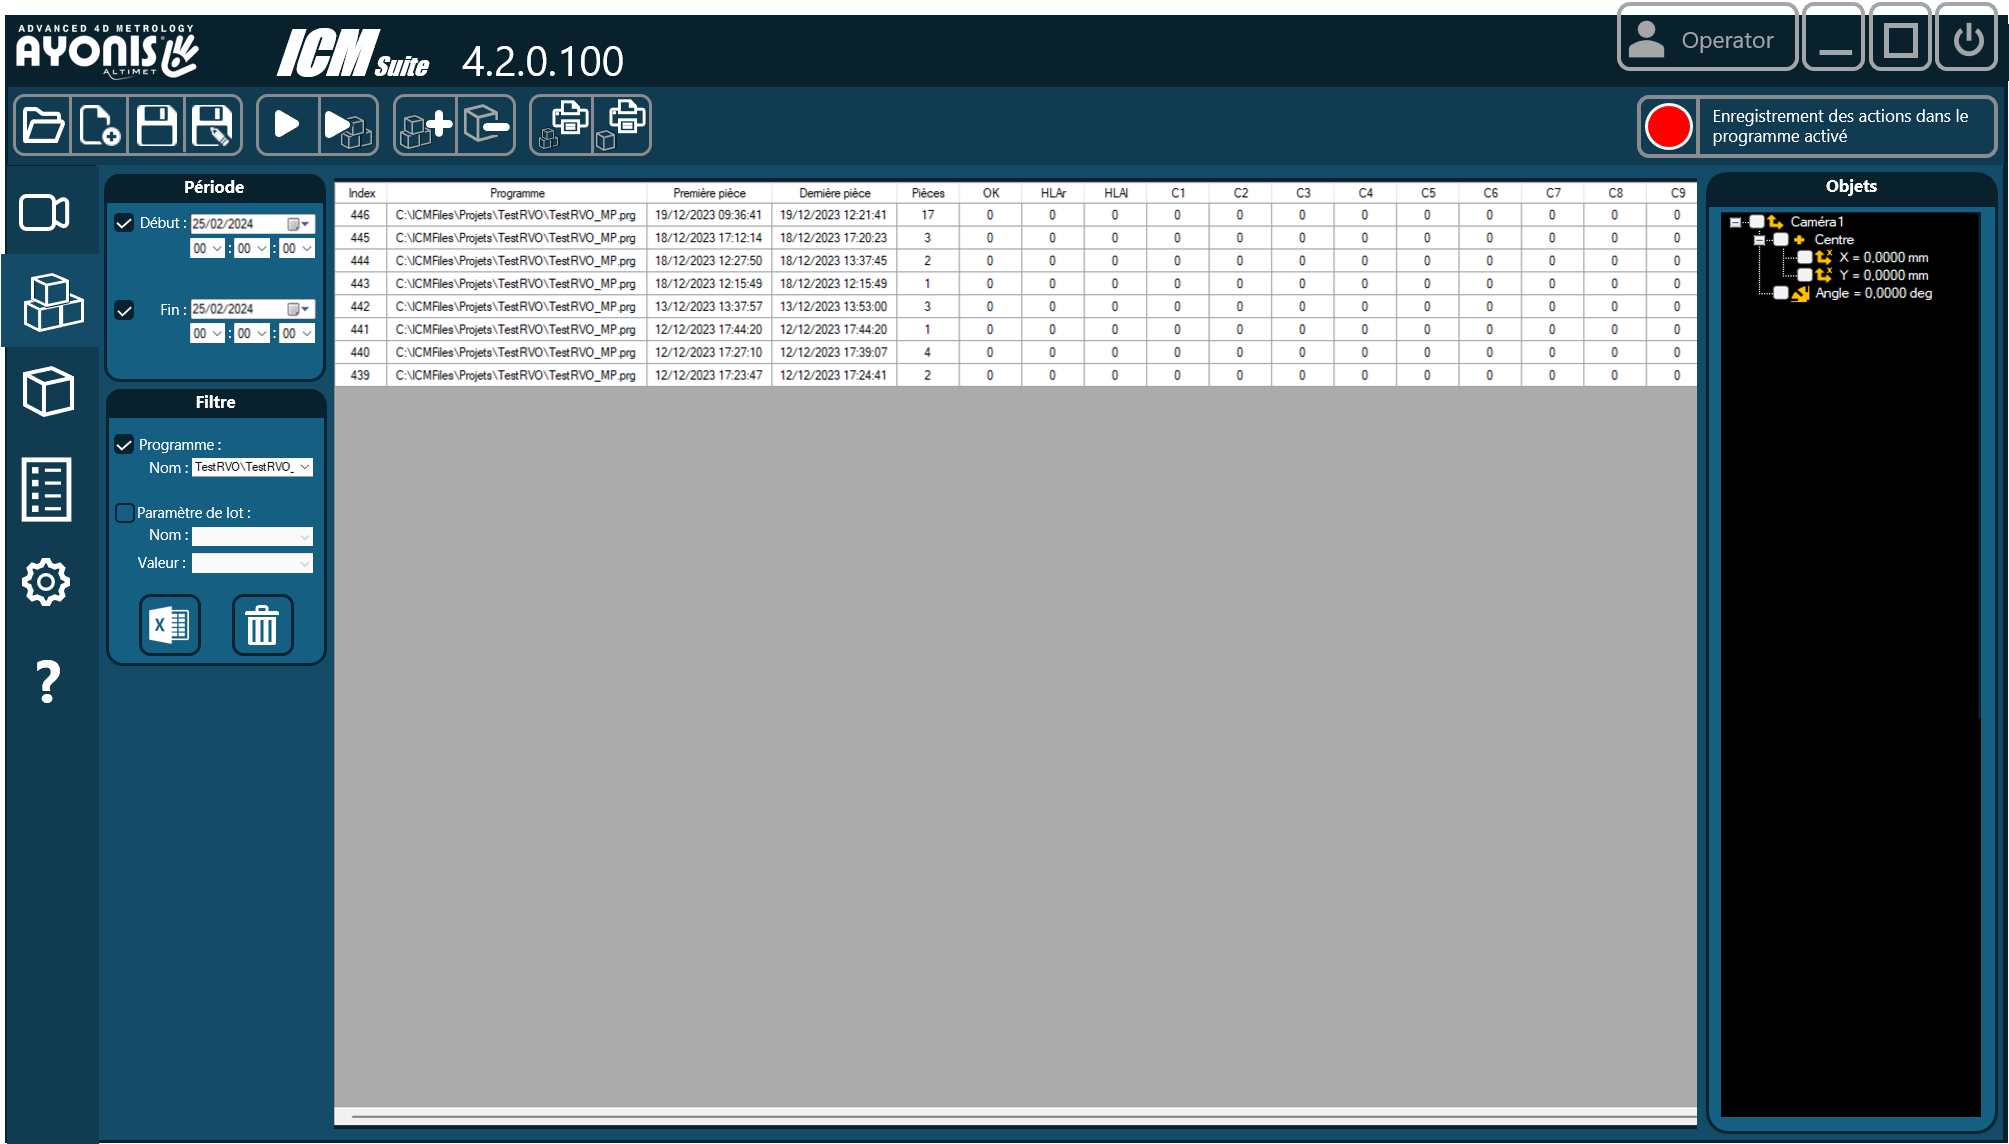 ADVANCED 4D METROLOGY
AYONIS
ALTIMET
ICM Suite 4.2.0.100
Operator
Enregistrement des actions dans le
programme activé
Période
Début : 25/02/2024
00 : 00 : 00
Fin : 25/02/2024
00 : 00 : 00
Filtre
Programme :
Nom : TestRVO\TestRVO_
Paramètre de lot :
Nom :
Valeur :
X
?
Index Programme Première pièce Dernière pièce Pièces OK HLAr HLAl C1 C2 C3 C4 C5 C6 C7 C8 C9
446 C:\ICMFiles\Projets\TestRVO\TestRVO_MP.prg 19/12/2023 09:36:41 19/12/2023 12:21:41 17 0 0 0 0 0 0 0 0 0 0 0 0
445 C:\ICMFiles\Projets\TestRVO\TestRVO_MP.prg 18/12/2023 17:12:14 18/12/2023 17:20:23 3 0 0 0 0 0 0 0 0 0 0 0 0
444 C:\ICMFiles\Projets\TestRVO\TestRVO_MP.prg 18/12/2023 12:27:50 18/12/2023 13:37:45 2 0 0 0 0 0 0 0 0 0 0 0 0
443 C:\ICMFiles\Projets\TestRVO\TestRVO_MP.prg 18/12/2023 12:15:49 18/12/2023 12:15:49 1 0 0 0 0 0 0 0 0 0 0 0 0
442 C:\ICMFiles\Projets\TestRVO\TestRVO_MP.prg 13/12/2023 13:37:57 13/12/2023 13:53:00 3 0 0 0 0 0 0 0 0 0 0 0 0
441 C:\ICMFiles\Projets\TestRVO\TestRVO_MP.prg 12/12/2023 17:44:20 12/12/2023 17:44:20 1 0 0 0 0 0 0 0 0 0 0 0 0
440 C:\ICMFiles\Projets\TestRVO\TestRVO_MP.prg 12/12/2023 17:27:10 12/12/2023 17:39:07 4 0 0 0 0 0 0 0 0 0 0 0 0
439 C:\ICMFiles\Projets\TestRVO\TestRVO_MP.prg 12/12/2023 17:23:47 12/12/2023 17:24:41 2 0 0 0 0 0 0 0 0 0 0 0 0
Objets
Caméra1
Centre
X = 0,0000 mm
Y = 0,0000 mm
Angle = 0,0000 deg